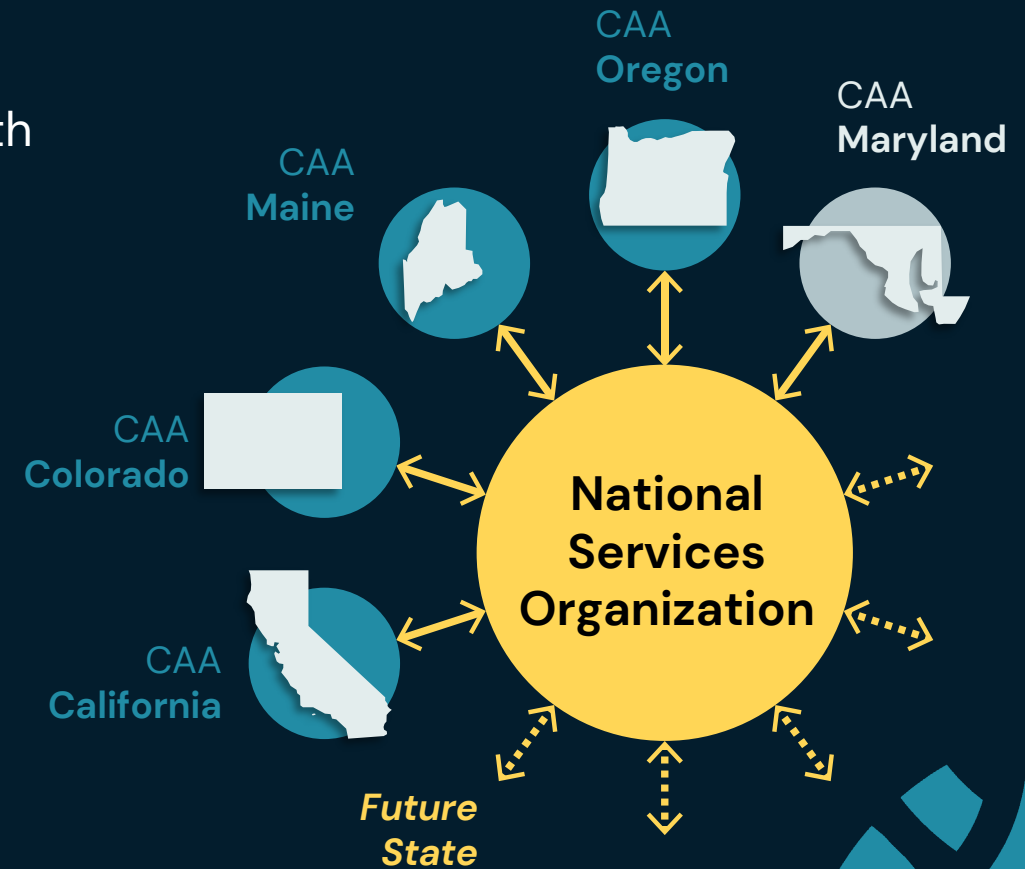 CAA
Oregon
CAA
Maryland
CAA
Maine
CAA
Colorado
National
Services
Organization
CAA
California
Future
State